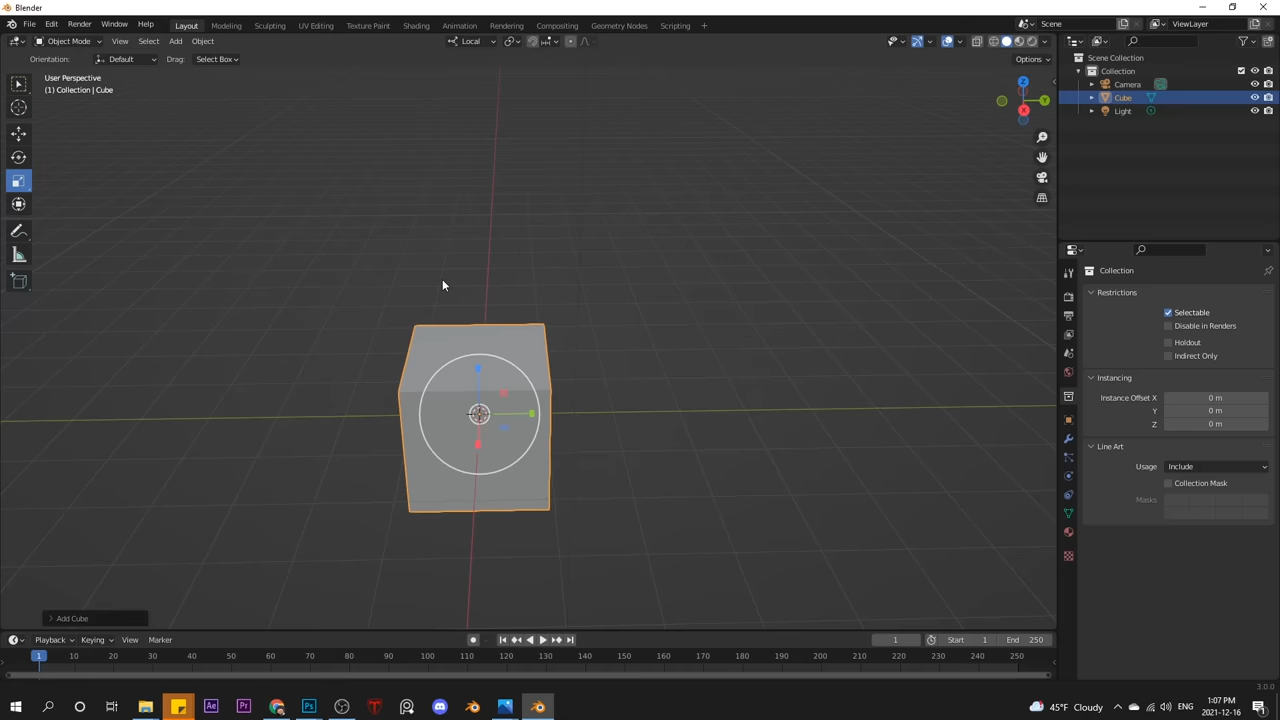 Blender
File Edit Render Window Help Layout Modeling Sculpting UV Editing Texture Paint Shading Animation Rendering Compositing Geometry Nodes Scripting + Scene ViewLayer
Object Mode View Select Add Object Local
Orientation: Default Drag: Select Box Options
User Perspective
(1) Collection | Cube
Z
Y
X
Scene Collection
Collection
Camera
Cube
Light
Collection
Restrictions
Selectable
Disable in Renders
Holdout
Indirect Only
Instancing
Instance Offset X 0 m
Y 0 m
Z 0 m
Line Art
Usage Include
Collection Mask
Masks
Add Cube
Playback Keying View Marker 1 Start 1 End 250
1 10 20 30 40 50 60 70 80 90 100 110 120 130 140 150 160 170 180 190 200 210 220 230 240 250
3.0.0
Ae Pr Ps 45°F Cloudy ENG 1:07 PM
2021-12-16
1